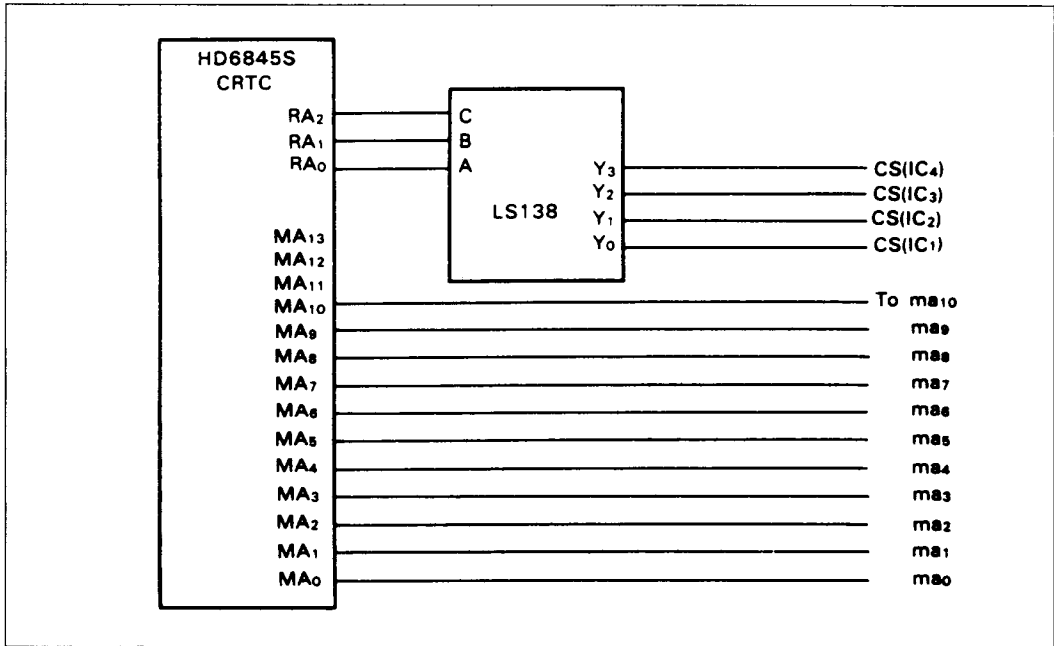 HD6845S
CRTC
RA₂
RA₁
RA₀
C
B
A
LS138
Y₃
Y₂
Y₁
Y₀
CS(IC₄)
CS(IC₃)
CS(IC₂)
CS(IC₁)
MA₁₃
MA₁₂
MA₁₁
MA₁₀
To ma₁₀
MA₉
ma₉
MA₈
ma₈
MA₇
ma₇
MA₆
ma₆
MA₅
ma₅
MA₄
ma₄
MA₃
ma₃
MA₂
ma₂
MA₁
ma₁
MA₀
ma₀